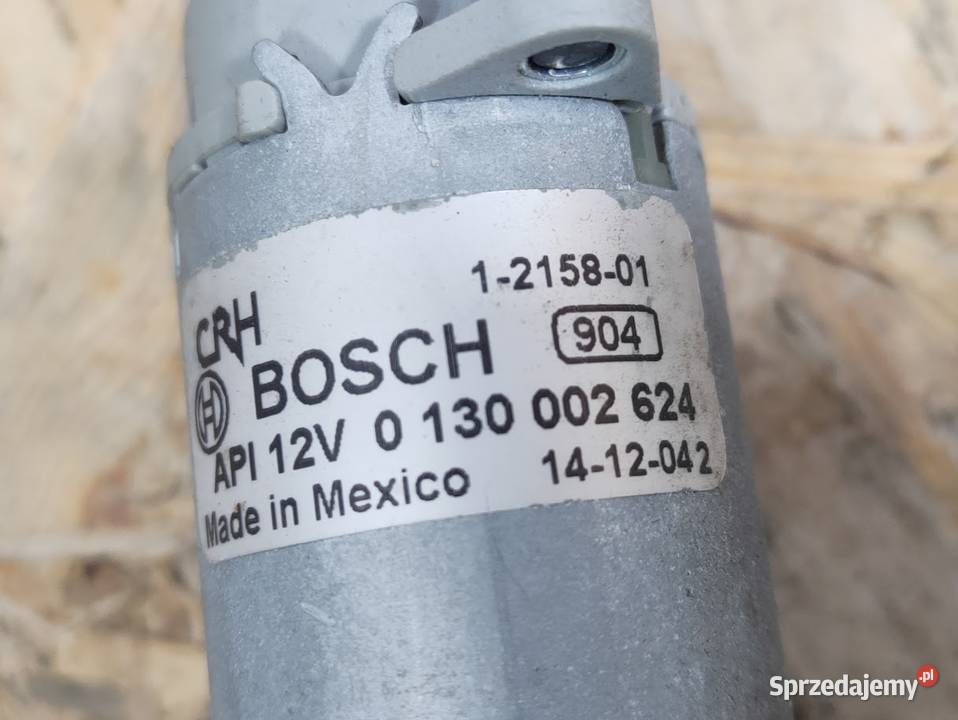 1-2158-01
CRH
BOSCH 904
API 12V 0 130 002 624
Made in Mexico 14-12-042
Sprzedajemy.pl